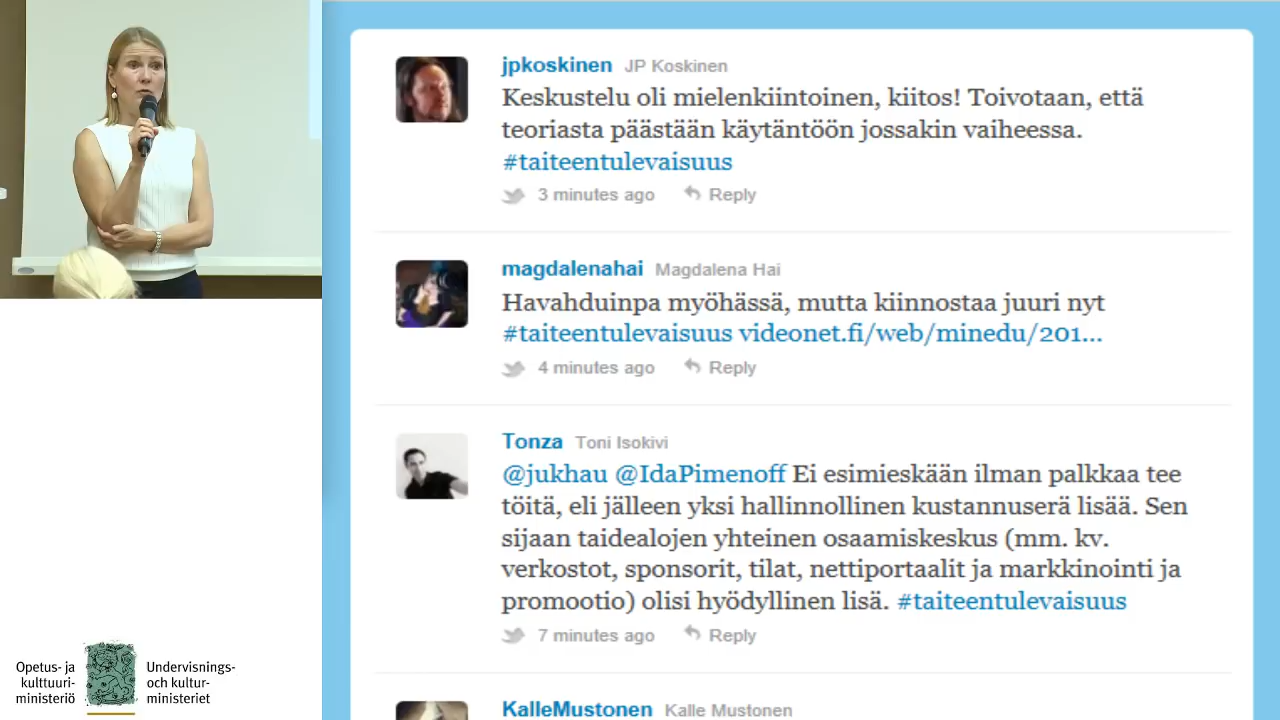 jpkoskinen JP Koskinen
Keskustelu oli mielenkiintoinen, kiitos! Toivotaan, että
teoriasta päästään käytäntöön jossakin vaiheessa.
#taiteentulevaisuus
3 minutes ago Reply
magdalenahai Magdalena Hai
Havahduinpa myöhässä, mutta kiinnostaa juuri nyt
#taiteentulevaisuus videonet.fi/web/minedu/201...
4 minutes ago Reply
Tonza Toni Isokivi
@jukhau @IdaPimenoff Ei esimieskään ilman palkkaa tee
töitä, eli jälleen yksi hallinnollinen kustannuserä lisää. Sen
sijaan taidealojen yhteinen osaamiskeskus (mm. kv.
verkostot, sponsorit, tilat, nettiportaalit ja markkinointi ja
promootio) olisi hyödyllinen lisä. #taiteentulevaisuus
7 minutes ago Reply
KalleMustonen Kalle Mustonen
Opetus- ja
kulttuuri-
ministeriö
Undervisnings-
och kultur-
ministeriet